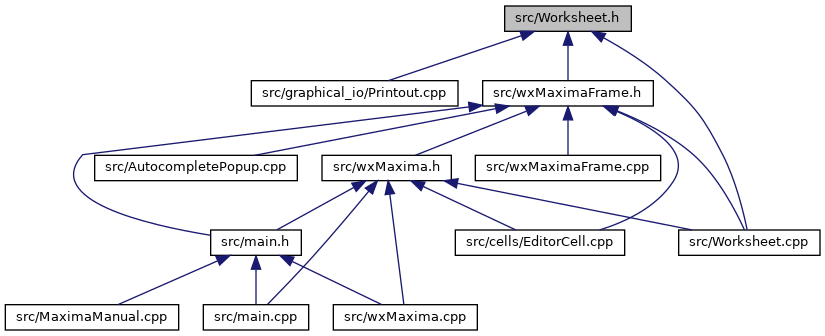 src/Worksheet.h
src/graphical_io/Printout.cpp
src/wxMaximaFrame.h
src/AutocompletePopup.cpp
src/wxMaxima.h
src/wxMaximaFrame.cpp
src/main.h
src/cells/EditorCell.cpp
src/Worksheet.cpp
src/MaximaManual.cpp
src/main.cpp
src/wxMaxima.cpp